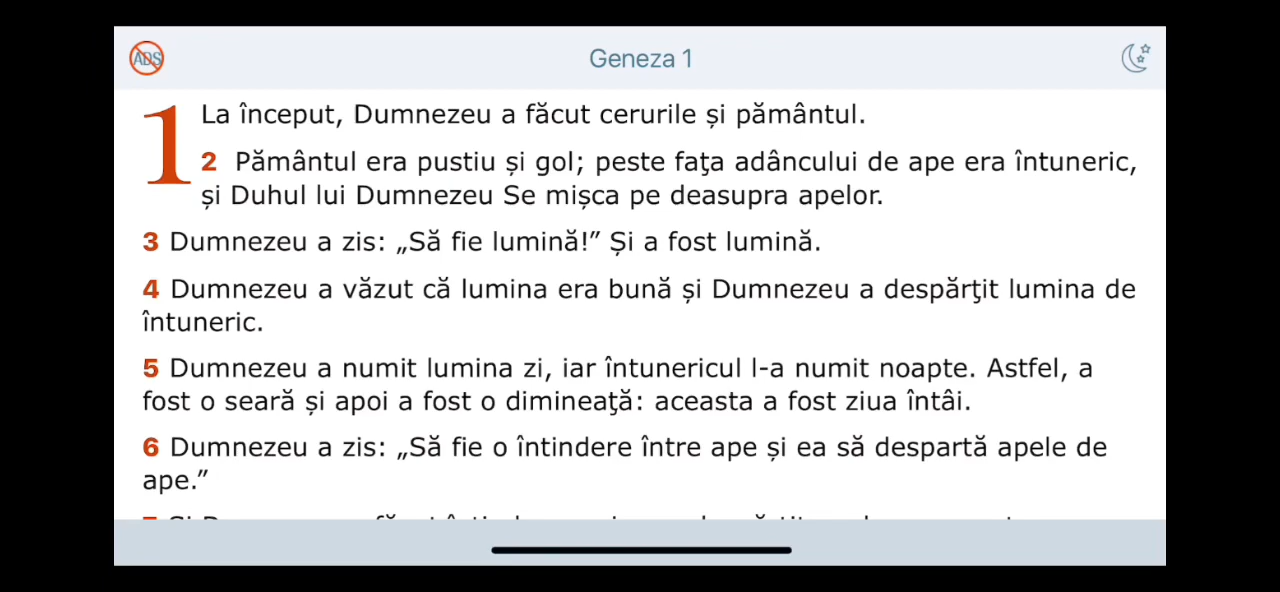 ADS
Geneza 1
1 La început, Dumnezeu a făcut cerurile și pământul.
2 Pământul era pustiu și gol; peste faţa adâncului de ape era întuneric,
și Duhul lui Dumnezeu Se mișca pe deasupra apelor.
3 Dumnezeu a zis: „Să fie lumină!” Și a fost lumină.
4 Dumnezeu a văzut că lumina era bună și Dumnezeu a despărţit lumina de
întuneric.
5 Dumnezeu a numit lumina zi, iar întunericul l-a numit noapte. Astfel, a
fost o seară și apoi a fost o dimineaţă: aceasta a fost ziua întâi.
6 Dumnezeu a zis: „Să fie o întindere între ape și ea să despartă apele de
ape.”